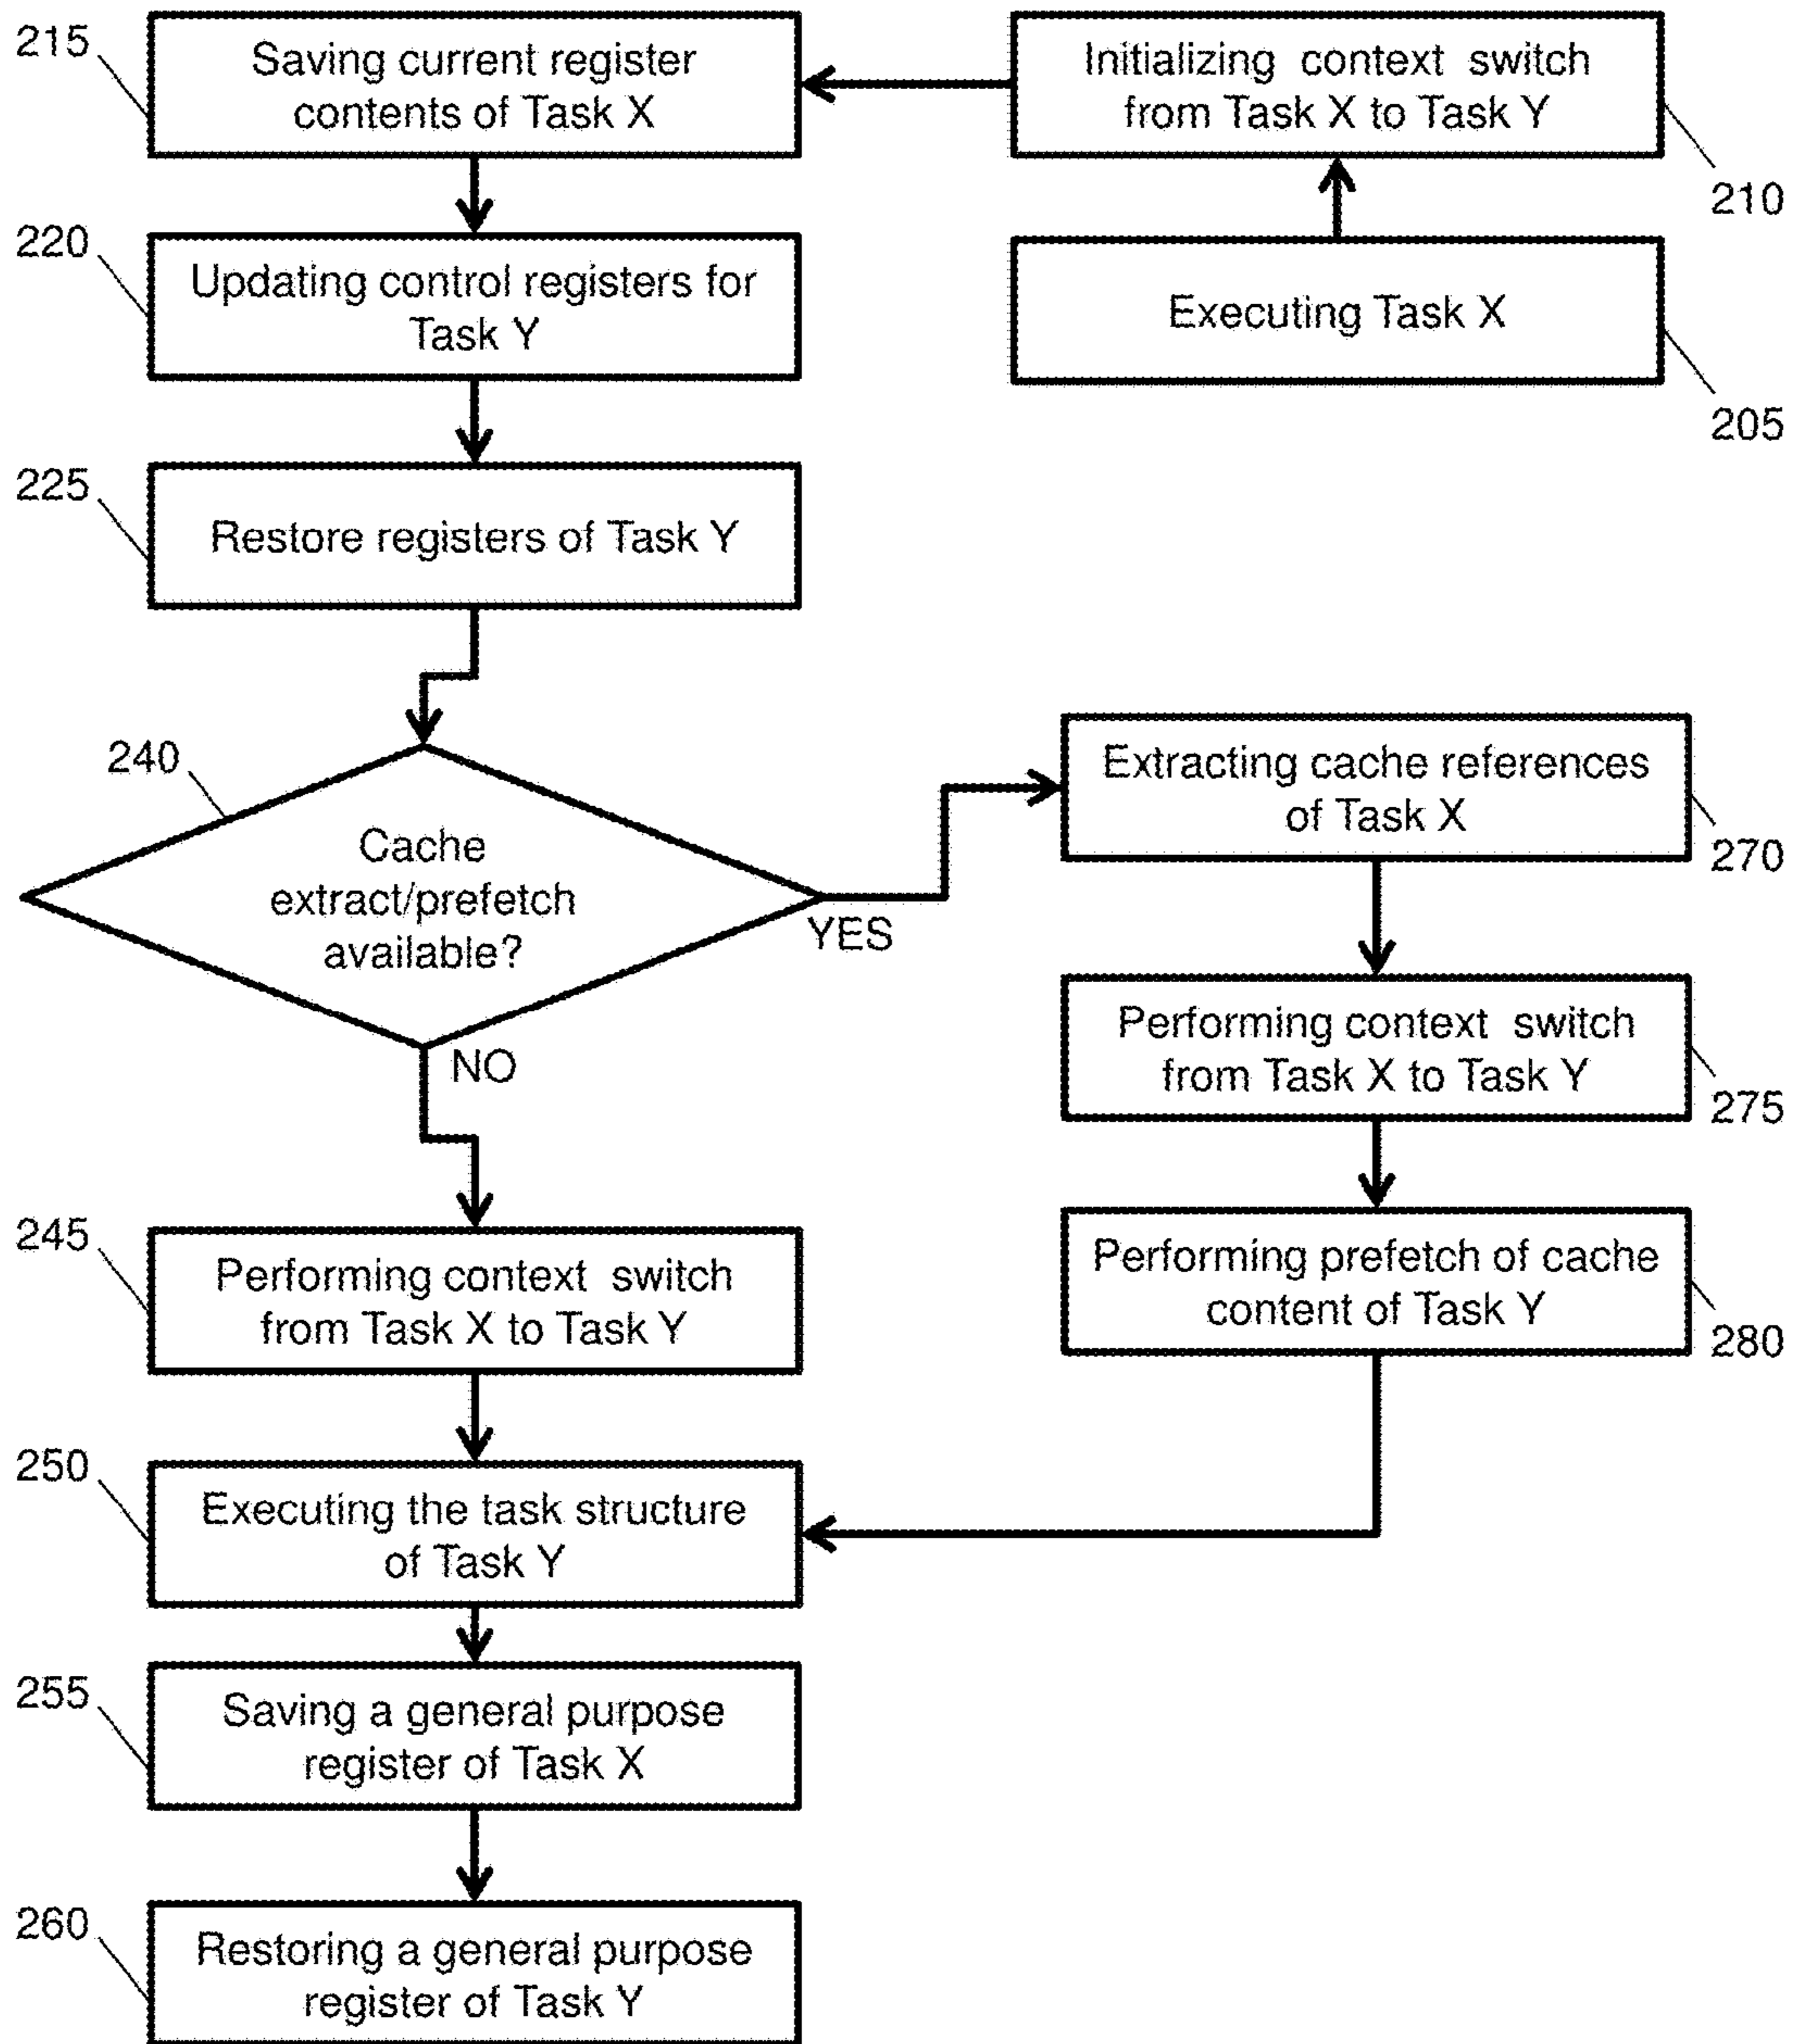 215
Saving current register
contents of Task X
Initializing context switch
from Task X to Task Y
210
220
Updating control registers for
Task Y
Executing Task X
205
225
Restore registers of Task Y
240
Cache
extract/prefetch
available?
YES
NO
Extracting cache references
of Task X
270
Performing context switch
from Task X to Task Y
275
Performing prefetch of cache
content of Task Y
280
245
Performing context switch
from Task X to Task Y
250
Executing the task structure
of Task Y
255
Saving a general purpose
register of Task X
260
Restoring a general purpose
register of Task Y